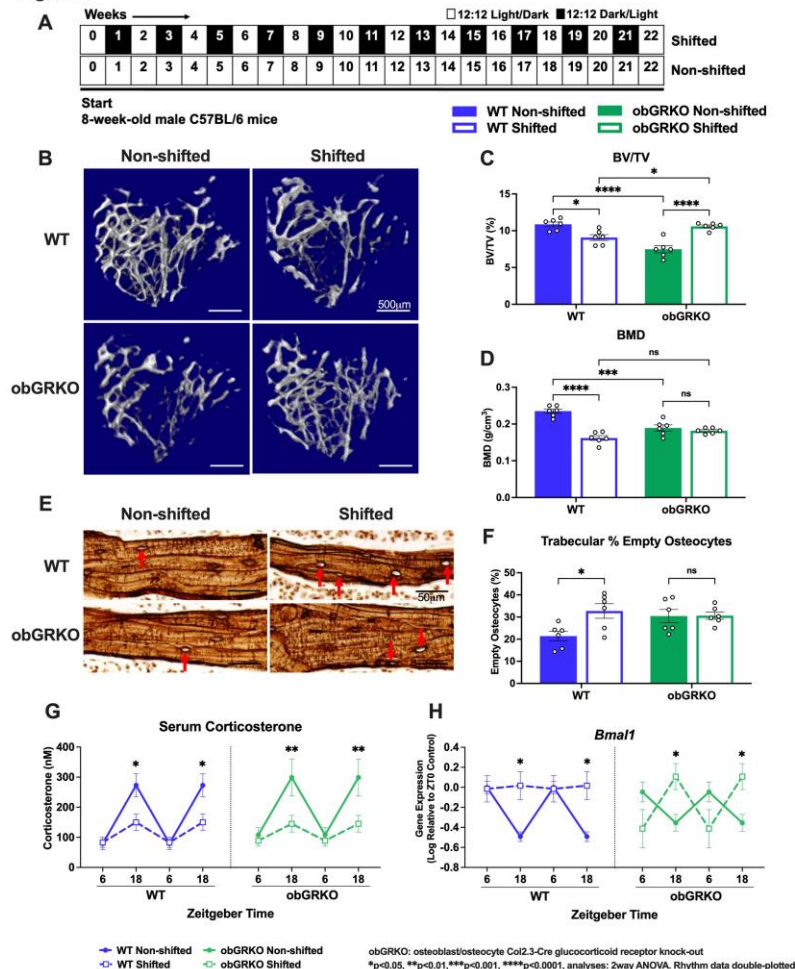 A
Weeks
12:12 Light/Dark 12:12 Dark/Light
0 1 2 3 4 5 6 7 8 9 10 11 12 13 14 15 16 17 18 19 20 21 22 Shifted
0 1 2 3 4 5 6 7 8 9 10 11 12 13 14 15 16 17 18 19 20 21 22 Non-shifted
Start
8-week-old male C57BL/6 mice
WT Non-shifted obGRKO Non-shifted
WT Shifted obGRKO Shifted
B
Non-shifted Shifted
WT
500μm
obGRKO
C
BV/TV
*
****
* ****
BV/TV (%)
15
10
5
0
WT obGRKO
D
BMD
ns
***
**** ns
BMD (g/cm³)
0.3
0.2
0.1
0.0
WT obGRKO
E
Non-shifted Shifted
WT
50μm
obGRKO
F
Trabecular % Empty Osteocytes
* ns
Empty Osteocytes (%)
50
40
30
20
10
0
WT obGRKO
G
Serum Corticosterone
Corticosterone (nM)
400
300
200
100
0
* * ** **
6 18 6 18 6 18 6 18
WT obGRKO
Zeitgeber Time
H
Bmal1
Gene Expression
(Log Relative to ZT0 Control)
0.4
0.2
0.0
-0.2
-0.4
-0.6
-0.8
* * * *
6 18 6 18 6 18 6 18
WT obGRKO
Zeitgeber Time
WT Non-shifted obGRKO Non-shifted
WT Shifted obGRKO Shifted
obGRKO: osteoblast/osteocyte Col2.3-Cre glucocorticoid receptor knock-out
*p<0.05, **p<0.01,***p<0.001, ****p<0.0001, analyses: 2way ANOVA. Rhythm data double-plotted